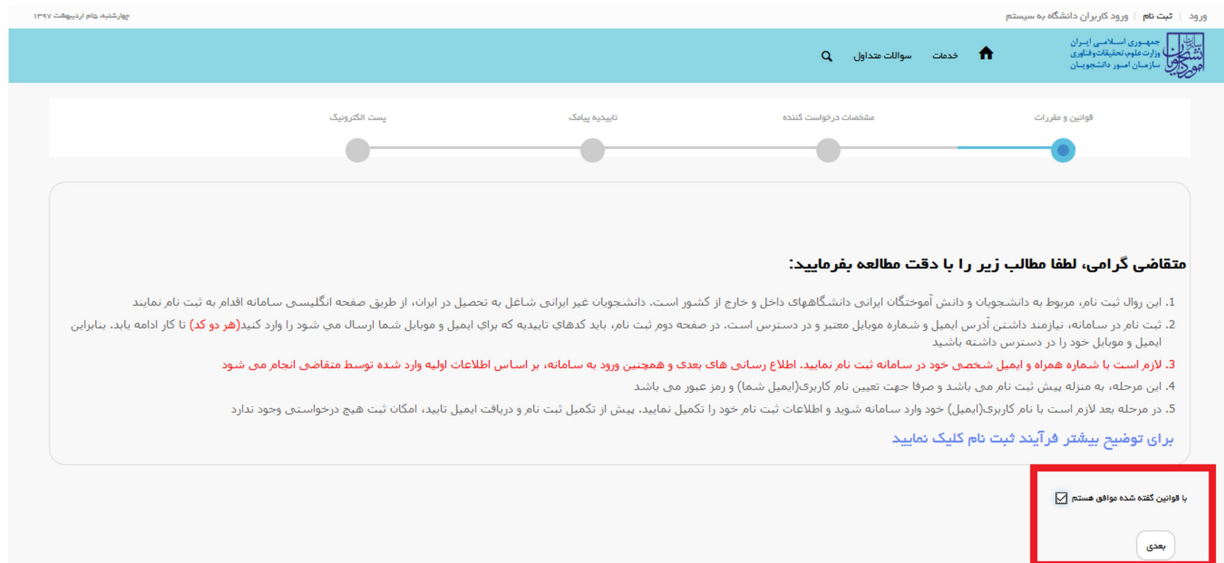 ورود | ثبت نام | ورود کاربران دانشگاه به سیستم
چهارشنبه، ۵ام اردیبهشت ۱۳۹۷
جمهوری اسلامی ایران
وزارت علوم، تحقیقات و فناوری
سازمان امور دانشجویان
خدمات
سوالات متداول
قوانین و مقررات
مشخصات درخواست کننده
تاییدیه پیامک
پست الکترونیک
متقاضی گرامی، لطفا مطالب زیر را با دقت مطالعه بفرمایید:
1. این روال ثبت نام، مربوط به دانشجویان و دانش آموختگان ایرانی دانشگاههای داخل و خارج از کشور است. دانشجویان غیر ایرانی شاغل به تحصیل در ایران، از طریق صفحه انگلیسی سامانه اقدام به ثبت نام نمایند
2. ثبت نام در سامانه، نیازمند داشتن آدرس ایمیل و شماره موبایل معتبر و در دسترس است. در صفحه دوم ثبت نام، باید کدهای تاییدیه که برای ایمیل و موبایل شما ارسال می شود را وارد کنید(هر دو کد) تا کار ادامه یابد. بنابراین
ایمیل و موبایل خود را در دسترس داشته باشید
3. لازم است با شماره همراه و ایمیل شخصی خود در سامانه ثبت نام نمایید. اطلاع رسانی های بعدی و همچنین ورود به سامانه، بر اساس اطلاعات اولیه وارد شده توسط متقاضی انجام می شود
4. این مرحله، به منزله پیش ثبت نام می باشد و صرفا جهت تعیین نام کاربری(ایمیل شما) و رمز عبور می باشد
5. در مرحله بعد لازم است با نام کاربری(ایمیل) خود وارد سامانه شوید و اطلاعات ثبت نام خود را تکمیل نمایید. پیش از تکمیل ثبت نام و دریافت ایمیل تایید، امکان ثبت هیچ درخواستی وجود ندارد
برای توضیح بیشتر فرآیند ثبت نام کلیک نمایید
با قوانین گفته شده موافق هستم
بعدی